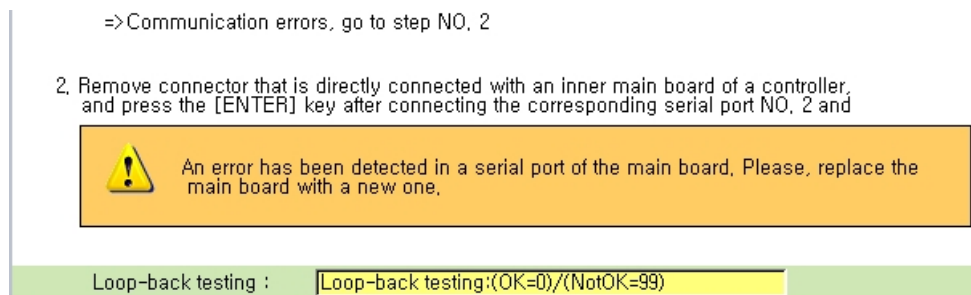 =>Communication errors, go to step NO, 2
2, Remove connector that is directly connected with an inner main board of a controller,
and press the [ENTER] key after connecting the corresponding serial port NO, 2 and
An error has been detected in a serial port of the main board, Please, replace the
main board with a new one,
Loop-back testing : Loop-back testing:(OK=0)/(NotOK=99)